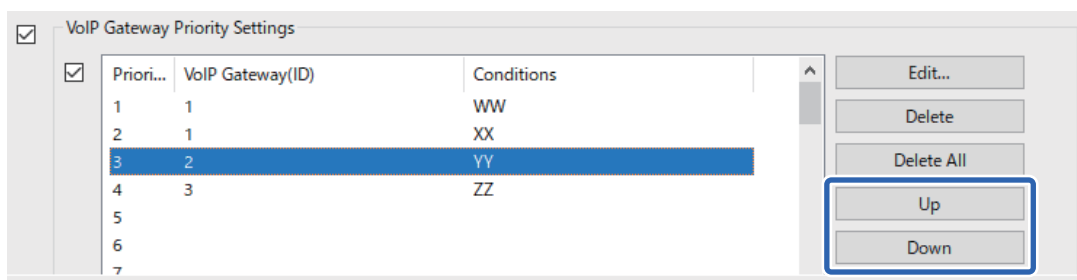 VoIP Gateway Priority Settings
Priori... VoIP Gateway(ID) Conditions
1 1 WW
2 1 XX
3 2 YY
4 3 ZZ
5
6
7
Edit...
Delete
Delete All
Up
Down